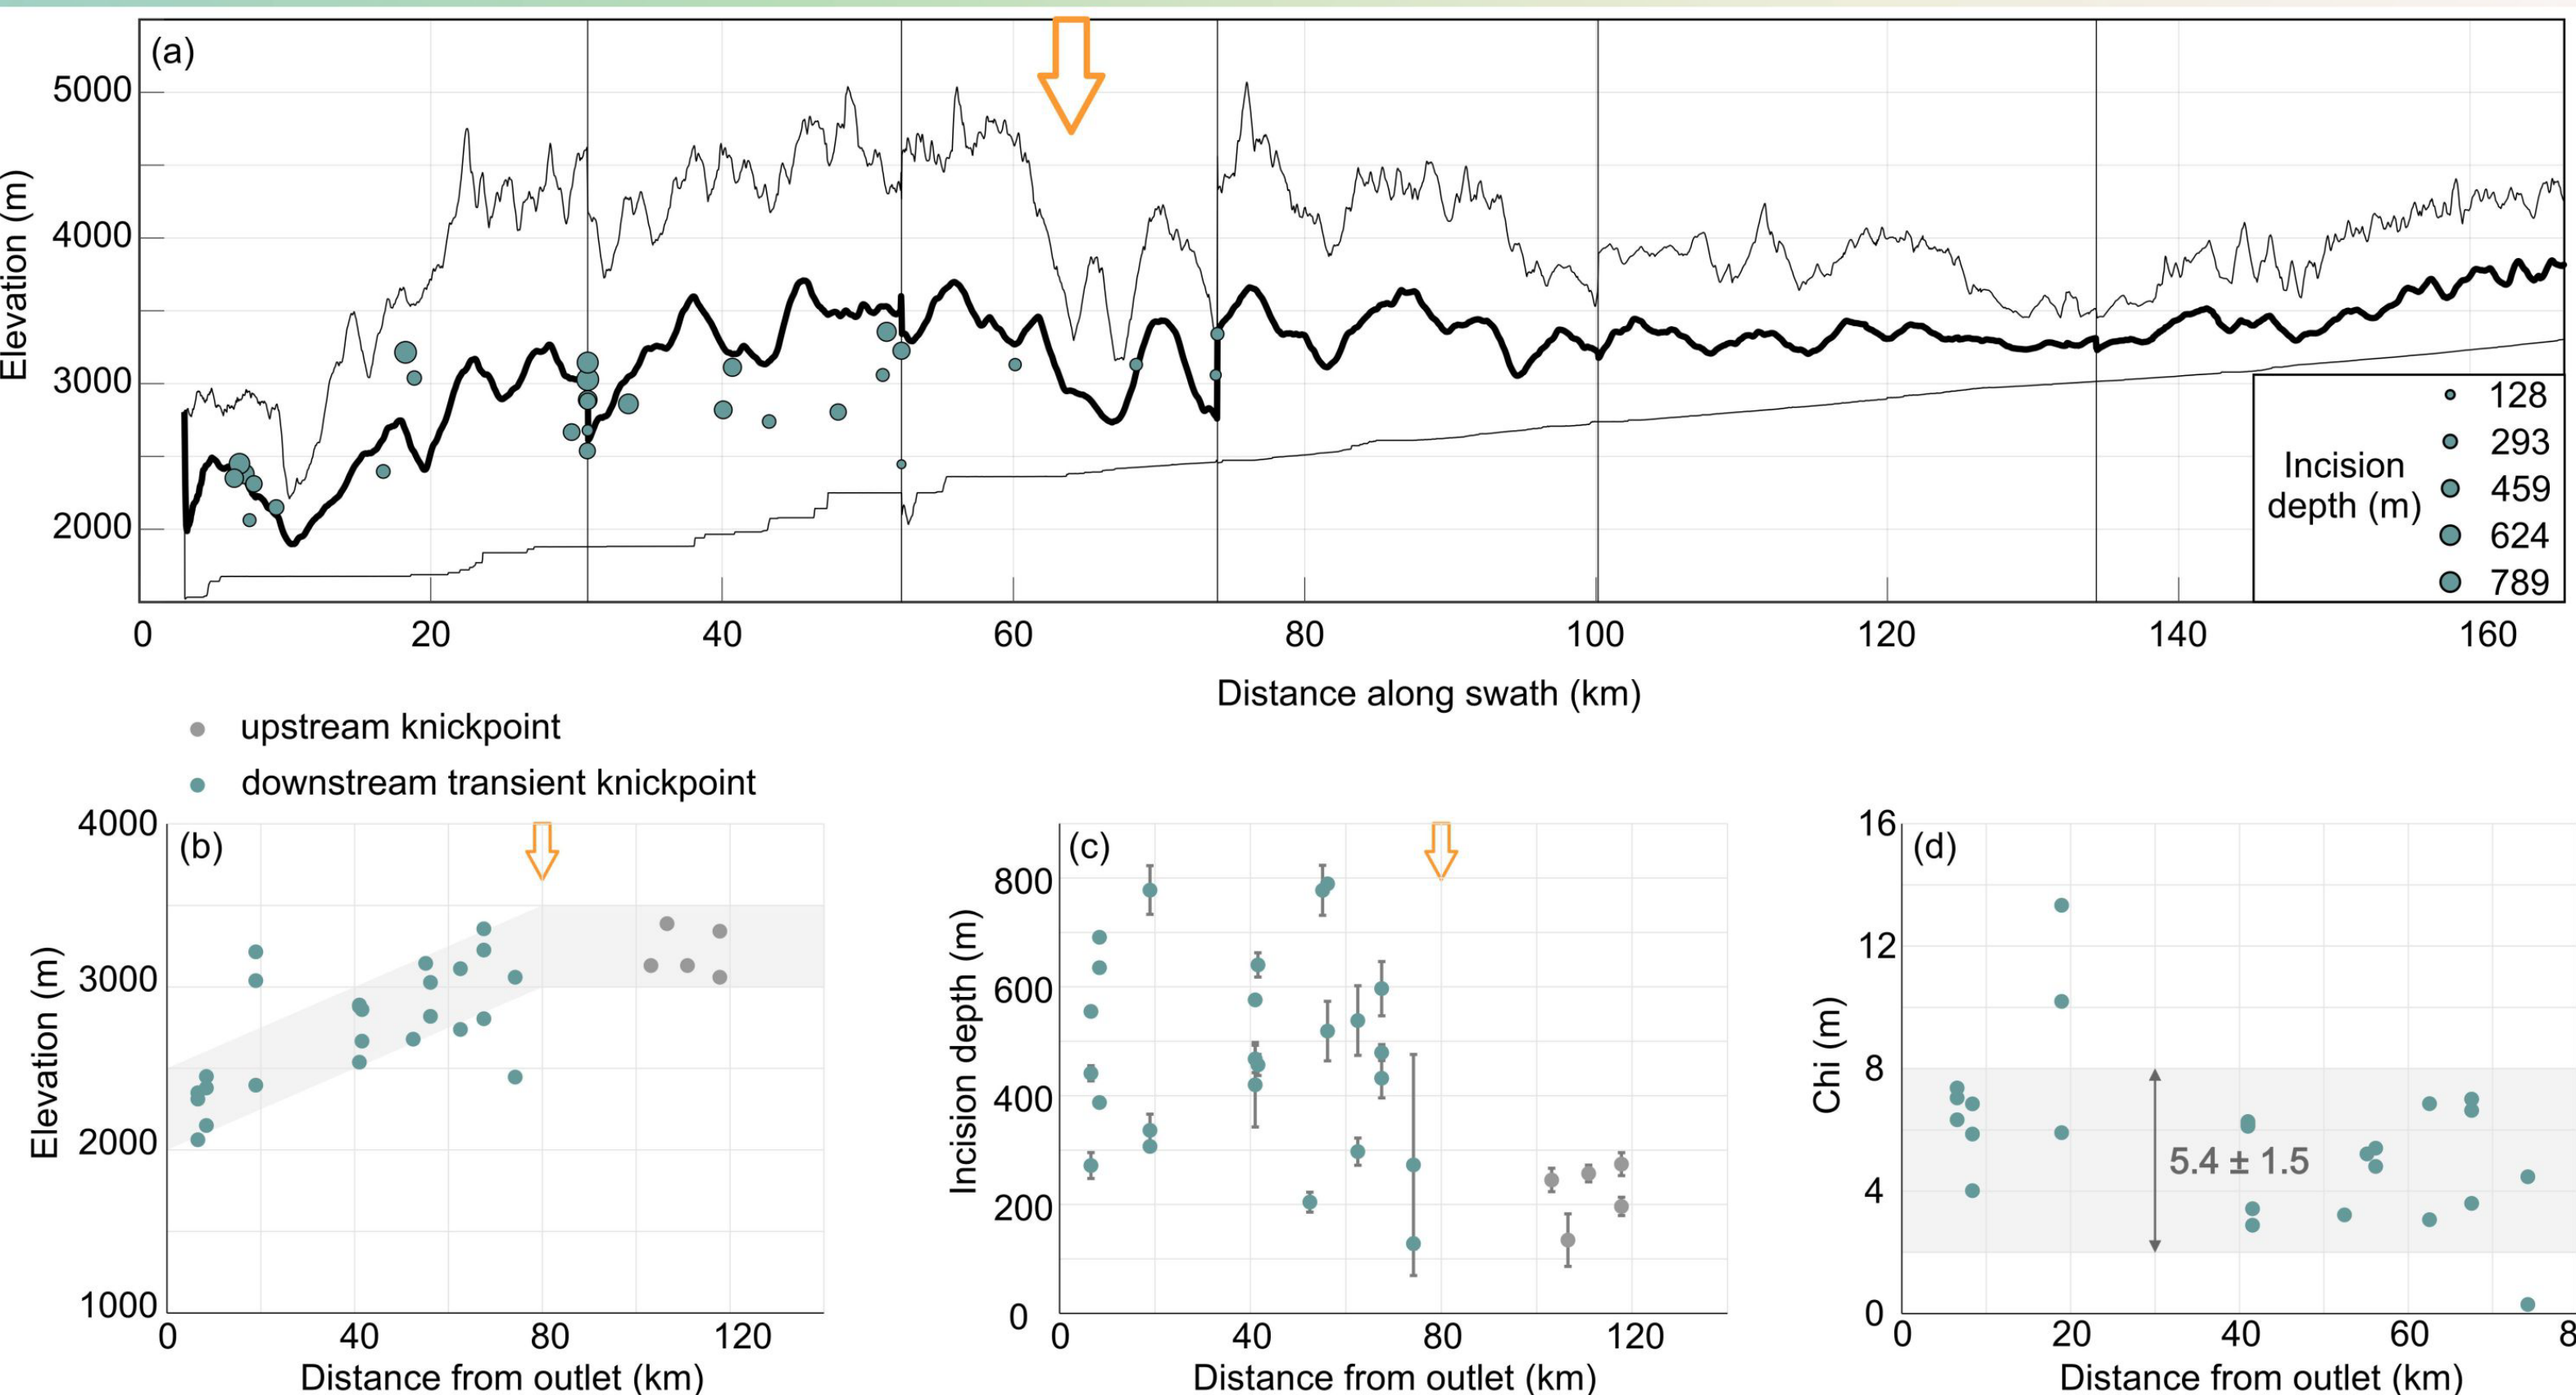 (a)
5000
4000
3000
2000
Elevation (m)
Incision
depth (m)
128
293
459
624
789
0 20 40 60 80 100 120 140 160
Distance along swath (km)
upstream knickpoint
downstream transient knickpoint
(b)
4000
3000
2000
1000
Elevation (m)
0 40 80 120
Distance from outlet (km)
(c)
800
600
400
200
0
Incision depth (m)
0 40 80 120
Distance from outlet (km)
(d)
16
12
8
4
0
Chi (m)
5.4 ± 1.5
0 20 40 60 8
Distance from outlet (km)